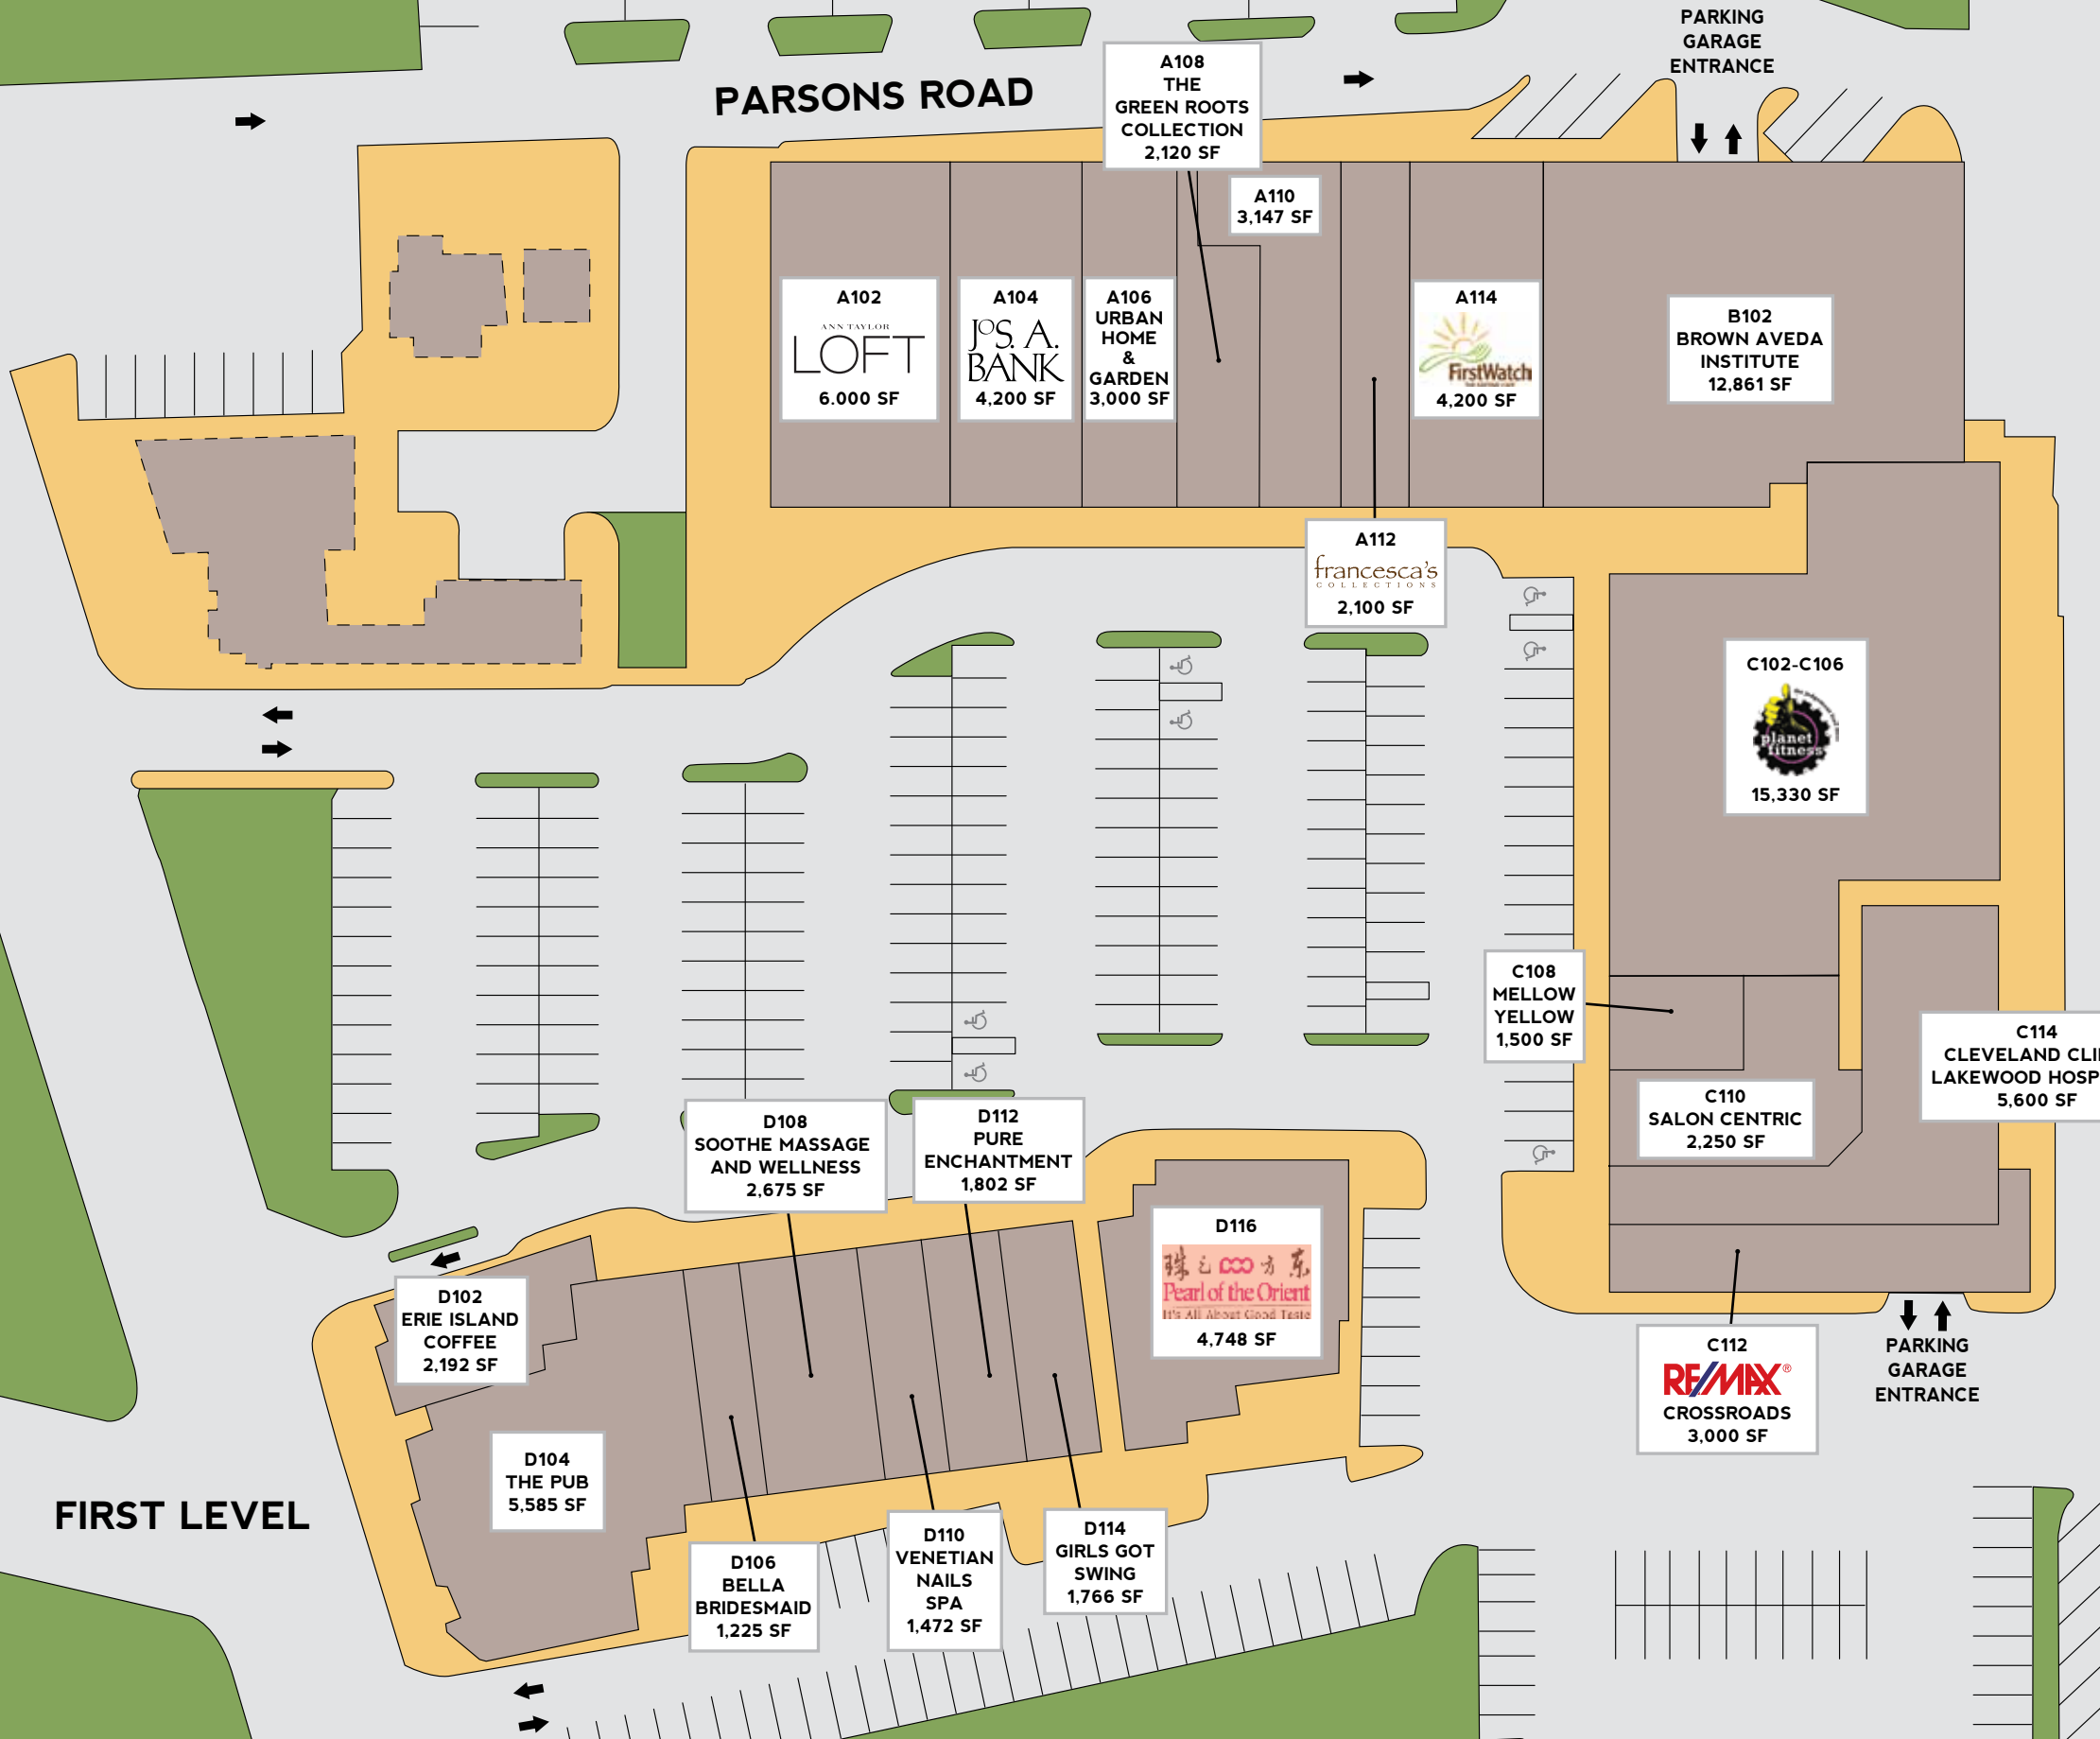 PARKING
GARAGE
ENTRANCE
PARSONS ROAD
A108
THE
GREEN ROOTS
COLLECTION
2,120 SF
A110
3,147 SF
A102
ANN TAYLOR
LOFT
6.000 SF
A104
JOS. A.
BANK
4,200 SF
A106
URBAN
HOME
&
GARDEN
3,000 SF
A114
FirstWatch
4,200 SF
B102
BROWN AVEDA
INSTITUTE
12,861 SF
A112
francesca's
COLLECTIONS
2,100 SF
C102-C106
planet
fitness
15,330 SF
C108
MELLOW
YELLOW
1,500 SF
C114
CLEVELAND CLI
LAKEWOOD HOSP
5,600 SF
C110
SALON CENTRIC
2,250 SF
D108
SOOTHE MASSAGE
AND WELLNESS
2,675 SF
D112
PURE
ENCHANTMENT
1,802 SF
D116
珠之 方东
Pearl of the Orient
It's All About Good Taste
4,748 SF
D102
ERIE ISLAND
COFFEE
2,192 SF
C112
RE/MAX®
CROSSROADS
3,000 SF
PARKING
GARAGE
ENTRANCE
D104
THE PUB
5,585 SF
FIRST LEVEL
D106
BELLA
BRIDESMAID
1,225 SF
D110
VENETIAN
NAILS
SPA
1,472 SF
D114
GIRLS GOT
SWING
1,766 SF